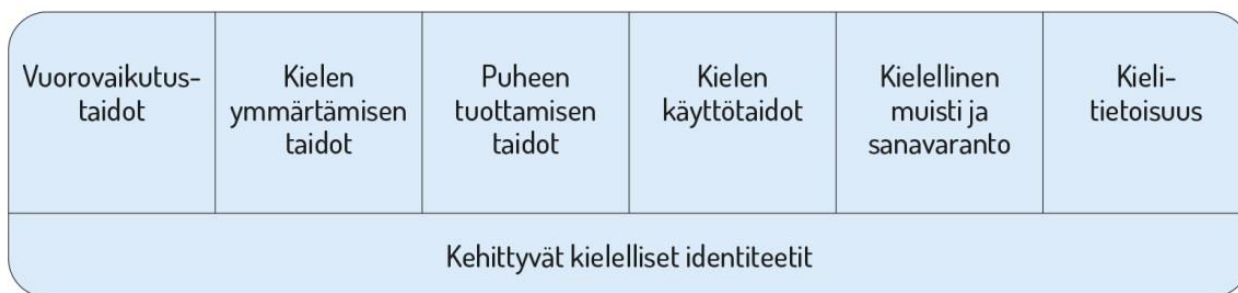 Vuorovaikutus-
taidot
Kielen
ymmärtämisen
taidot
Puheen
tuottamisen
taidot
Kielen
käyttötaidot
Kielellinen
muisti ja
sanavaranto
Kieli-
tietoisuus
Kehittyvät kielelliset identiteetit